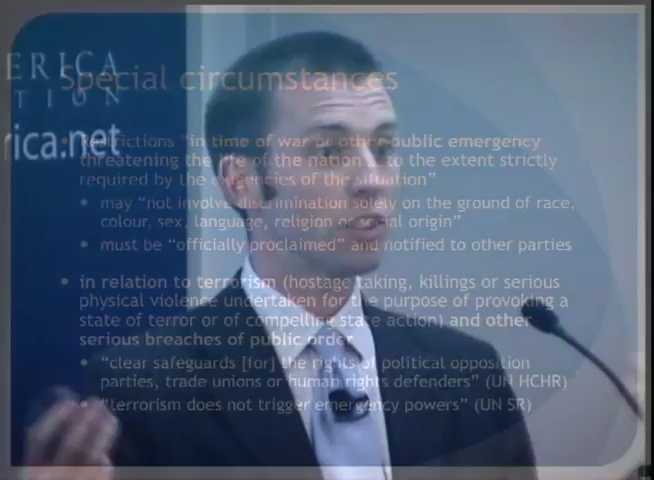 ERICA
TION
rica.net
Special circumstances
"in time of war or other public emergency
threatening the life of the nation... to the extent strictly
required by the exigencies of the situation"
• may "not involve discrimination solely on the ground of race,
colour, sex, language, religion or social origin"
• must be "officially proclaimed" and notified to other parties
• in relation to terrorism (hostage taking, killings or serious
physical violence undertaken for the purpose of provoking a
state of terror or of compelling state action) and other
serious breaches of public order
• "clear safeguards [for] the rights of political opposition
parties, trade unions or human rights defenders" (UN HCHR)
• "terrorism does not trigger emergency powers" (UN SR)